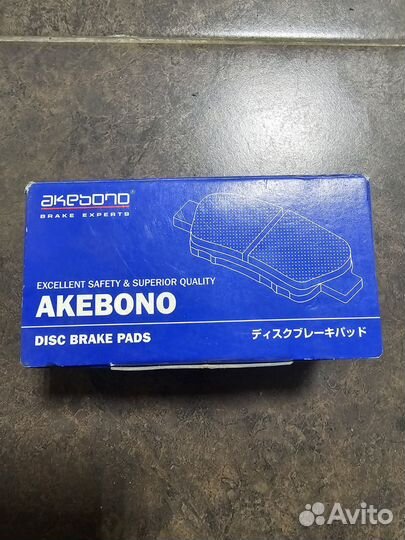 akebono
BRAKE EXPERTS
EXCELLENT SAFETY & SUPERIOR QUALITY
AKEBONO
DISC BRAKE PADS
ディスクブレーキパッド
Avito